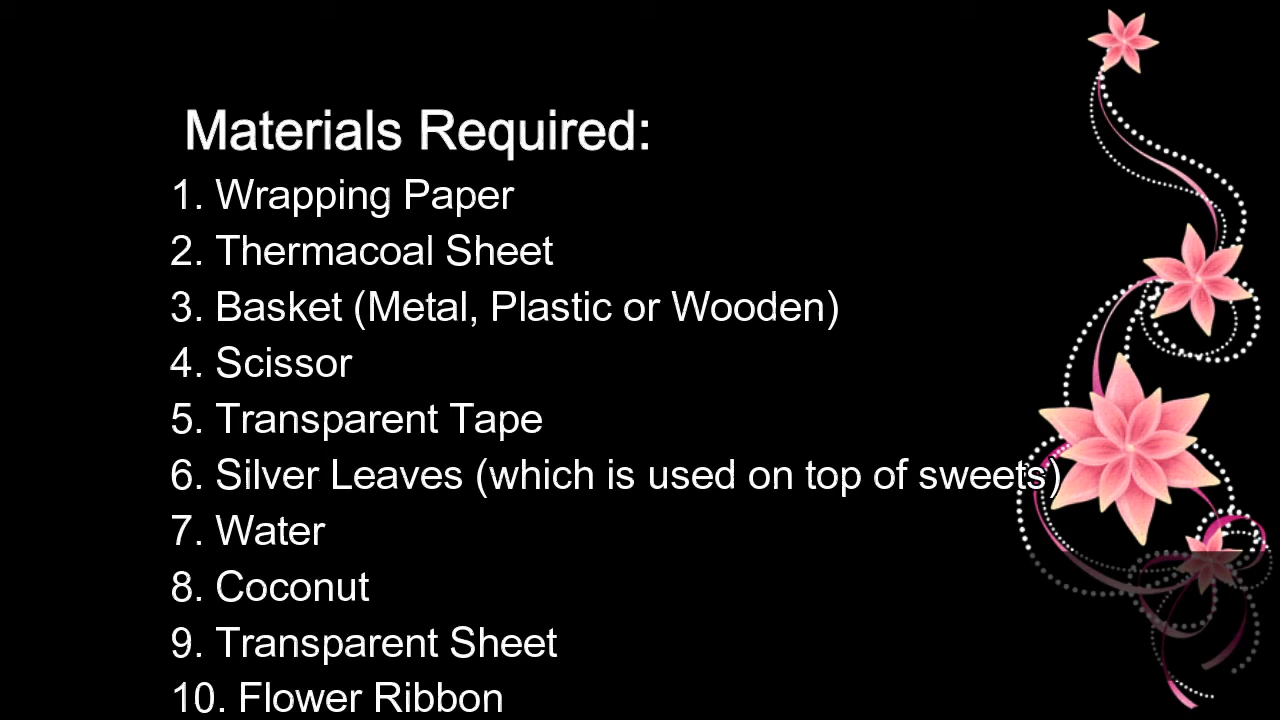 Materials Required:
1. Wrapping Paper
2. Thermacoal Sheet
3. Basket (Metal, Plastic or Wooden)
4. Scissor
5. Transparent Tape
6. Silver Leaves (which is used on top of sweets)
7. Water
8. Coconut
9. Transparent Sheet
10. Flower Ribbon